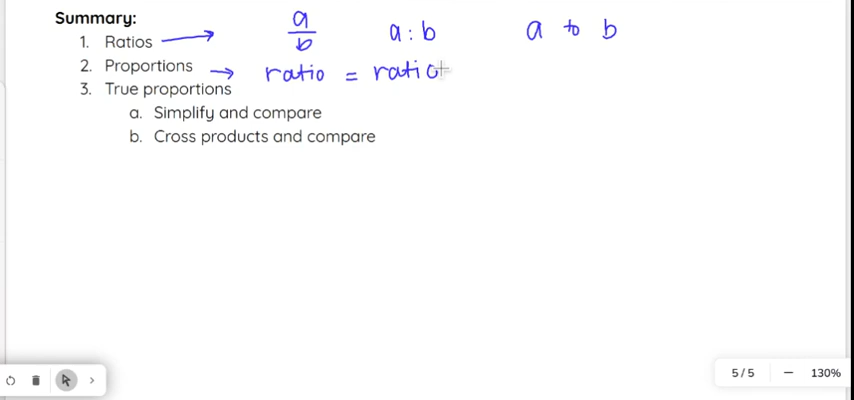 Summary:
1. Ratios → a/b a : b a to b
2. Proportions → ratio = ratio
3. True proportions
a. Simplify and compare
b. Cross products and compare
5 / 5 — 130%